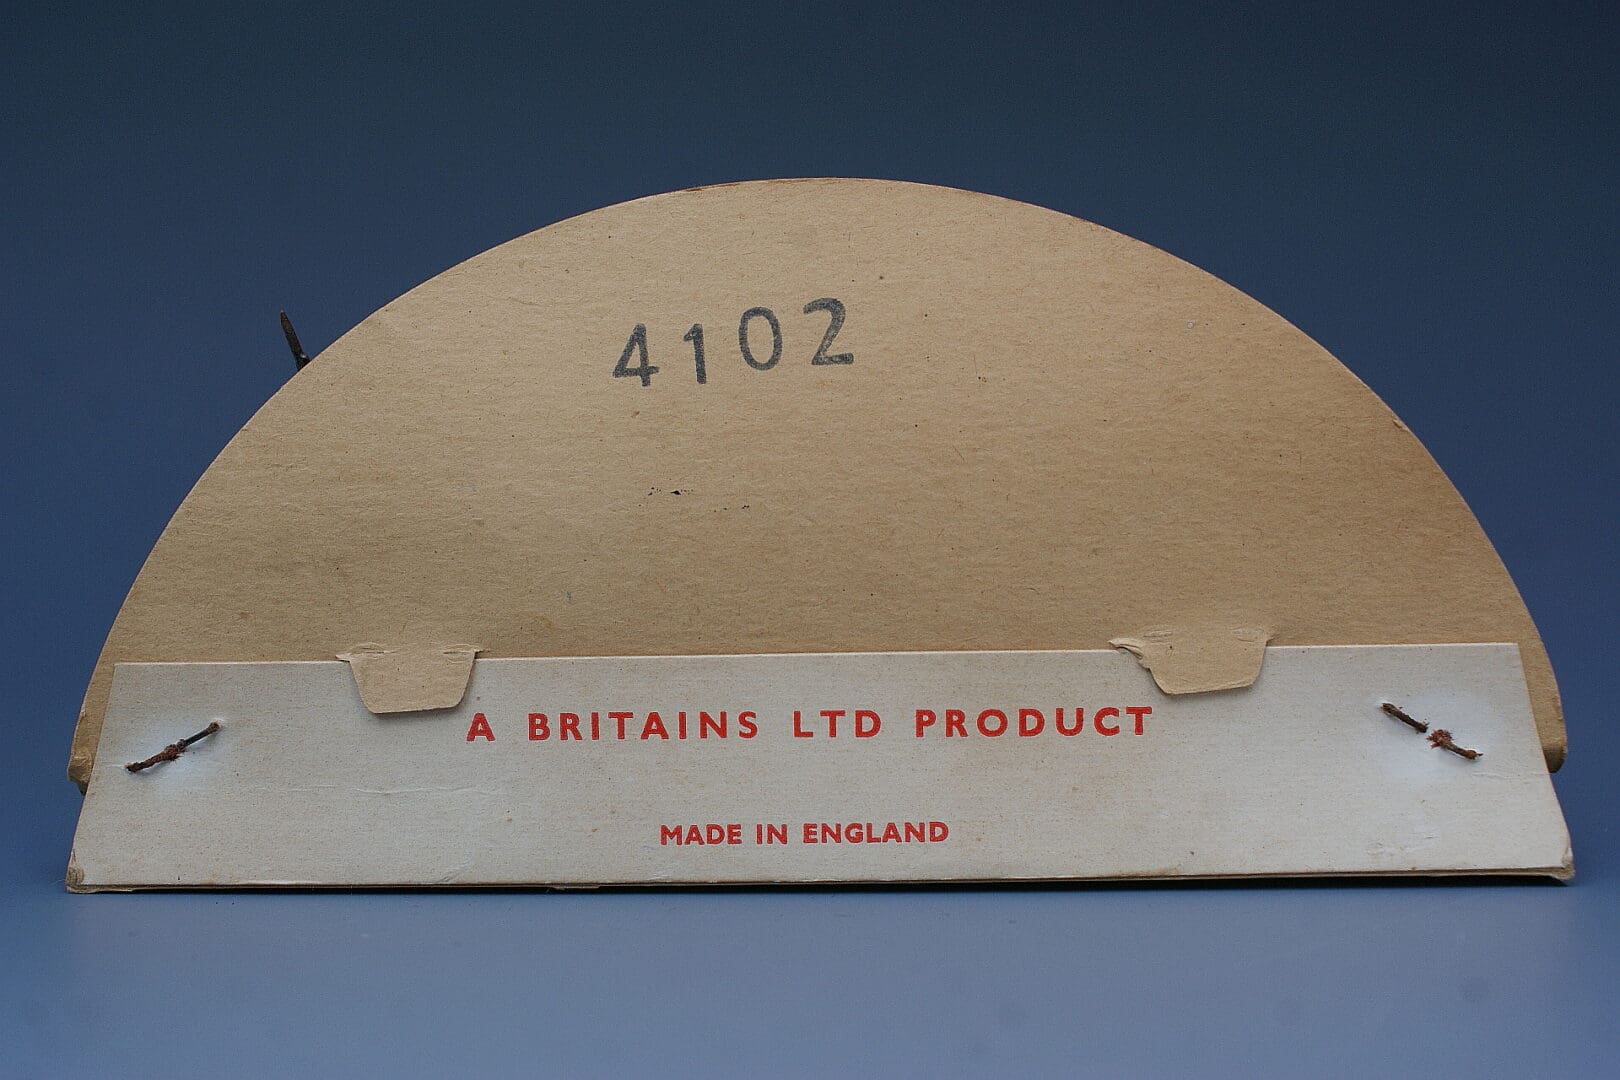 4102
A BRITAINS LTD PRODUCT
MADE IN ENGLAND